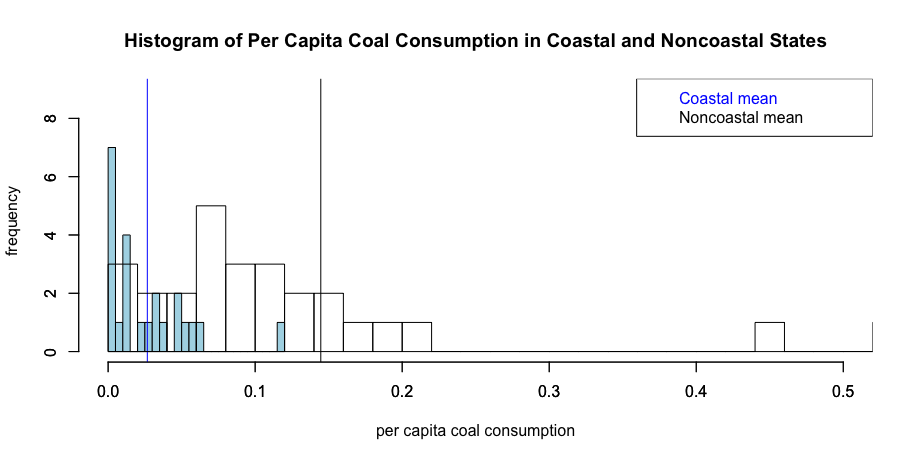 Histogram of Per Capita Coal Consumption in Coastal and Noncoastal States
Coastal mean
Noncoastal mean
frequency
8
6
4
2
0
0.0 0.1 0.2 0.3 0.4 0.5
per capita coal consumption